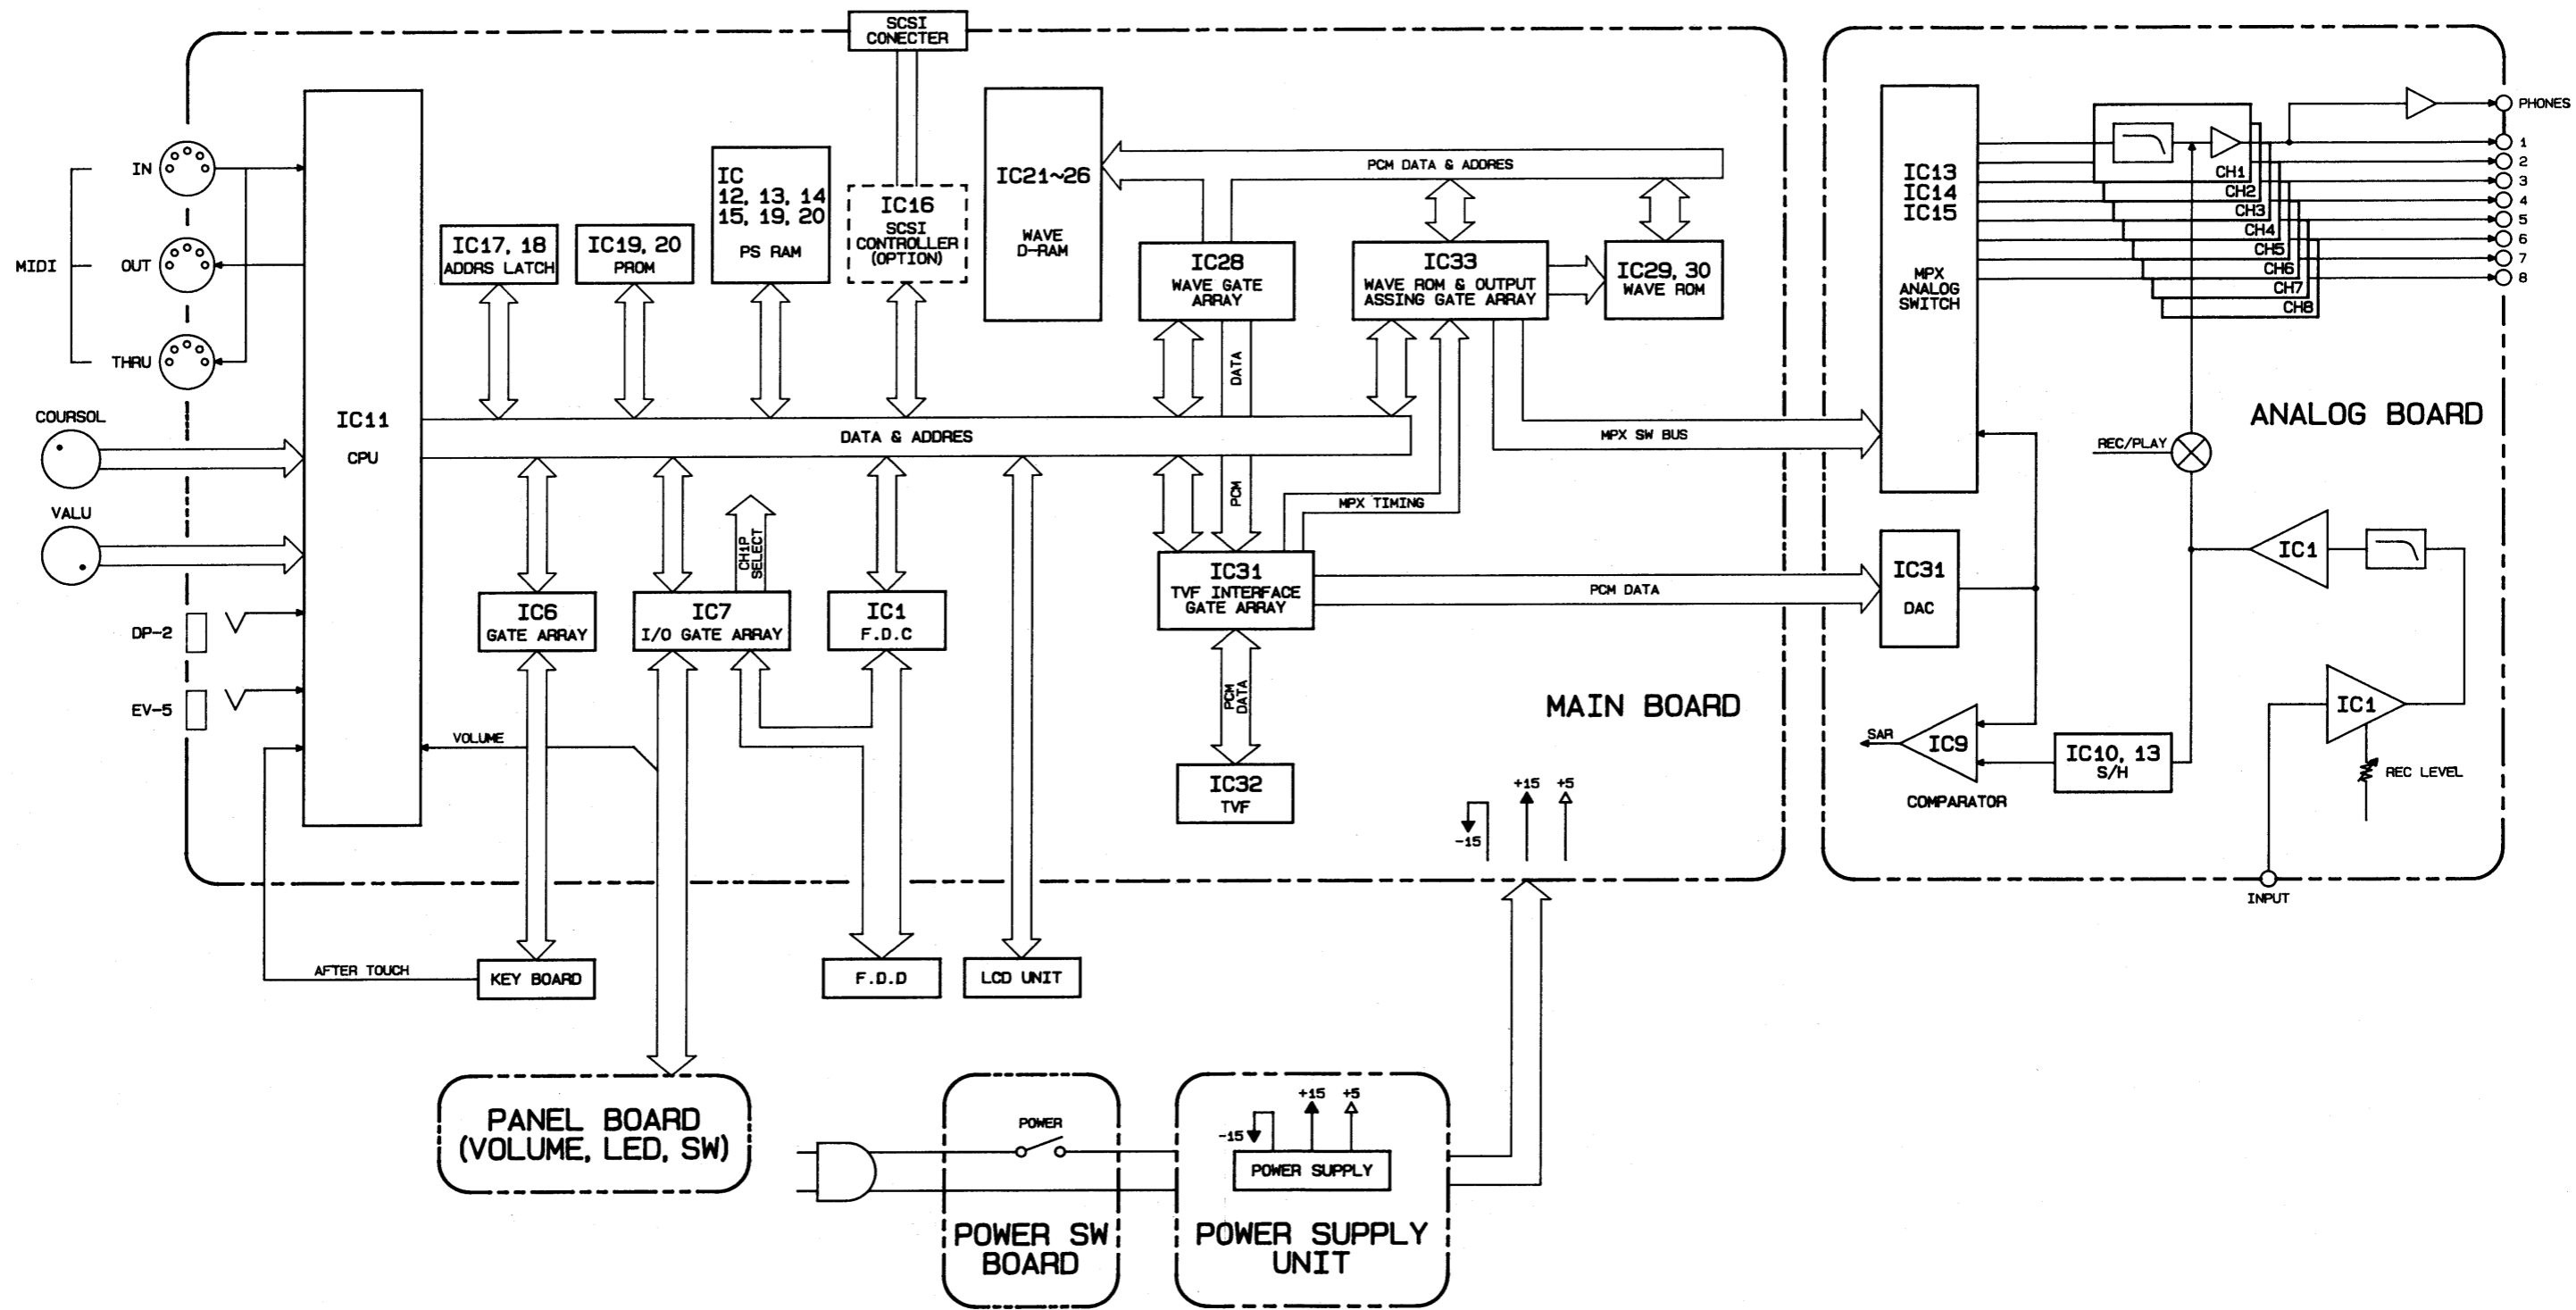 SCSI
CONECTER
MIDI
IN
OUT
THRU
COURSOL
VALU
DP-2
EV-5
IC11
CPU
IC17, 18
ADDRS LATCH
IC19, 20
PROM
IC
12, 13, 14
15, 19, 20
PS RAM
IC16
SCSI
CONTROLLER
(OPTION)
IC21~26
WAVE
D-RAM
PCM DATA & ADDRES
IC28
WAVE GATE
ARRAY
IC33
WAVE ROM & OUTPUT
ASSING GATE ARRAY
IC29, 30
WAVE ROM
DATA
PCM
DATA & ADDRES
MPX SW BUS
MPX TIMING
CH1P
SELECT
IC6
GATE ARRAY
IC7
I/O GATE ARRAY
IC1
F.D.C
IC31
TVF INTERFACE
GATE ARRAY
PCM DATA
PCM
DATA
IC32
TVF
MAIN BOARD
VOLUME
-15
+15
+5
AFTER TOUCH
KEY BOARD
F.D.D
LCD UNIT
PANEL BOARD
(VOLUME, LED, SW)
POWER
POWER SW
BOARD
-15
+15
+5
POWER SUPPLY
POWER SUPPLY
UNIT
IC13
IC14
IC15
MPX
ANALOG
SWITCH
CH1
CH2
CH3
CH4
CH5
CH6
CH7
CH8
PHONES
1
2
3
4
5
6
7
8
ANALOG BOARD
REC/PLAY
IC31
DAC
IC1
IC1
REC LEVEL
SAR
IC9
COMPARATOR
IC10, 13
S/H
INPUT